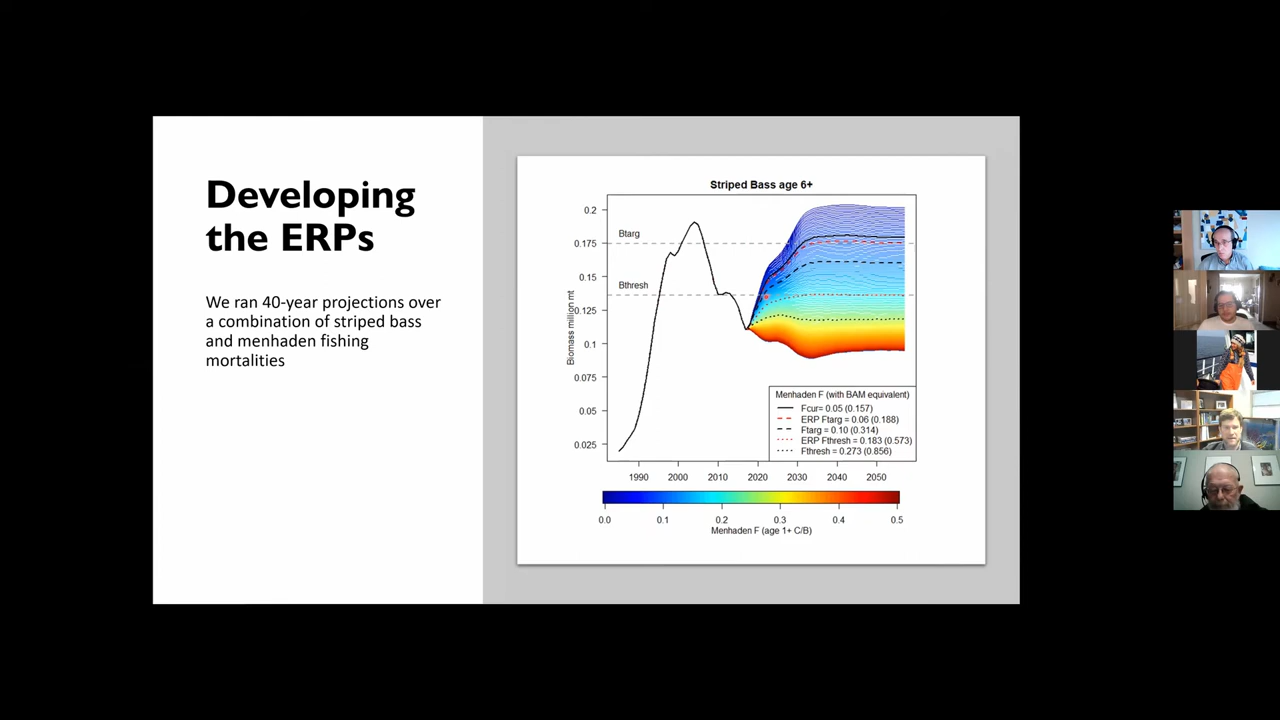 Developing
the ERPs
We ran 40-year projections over
a combination of striped bass
and menhaden fishing
mortalities
Striped Bass age 6+
Biomass million mt
0.2
0.175
0.15
0.125
0.1
0.075
0.05
0.025
Btarg
Bthresh
Menhaden F (with BAM equivalent)
Fcur= 0.05 (0.157)
ERP Ftarg = 0.06 (0.188)
Ftarg = 0.10 (0.314)
ERP Fthresh = 0.183 (0.573)
Fthresh = 0.273 (0.856)
1990 2000 2010 2020 2030 2040 2050
0.0 0.1 0.2 0.3 0.4 0.5
Menhaden F (age 1+ C/B)